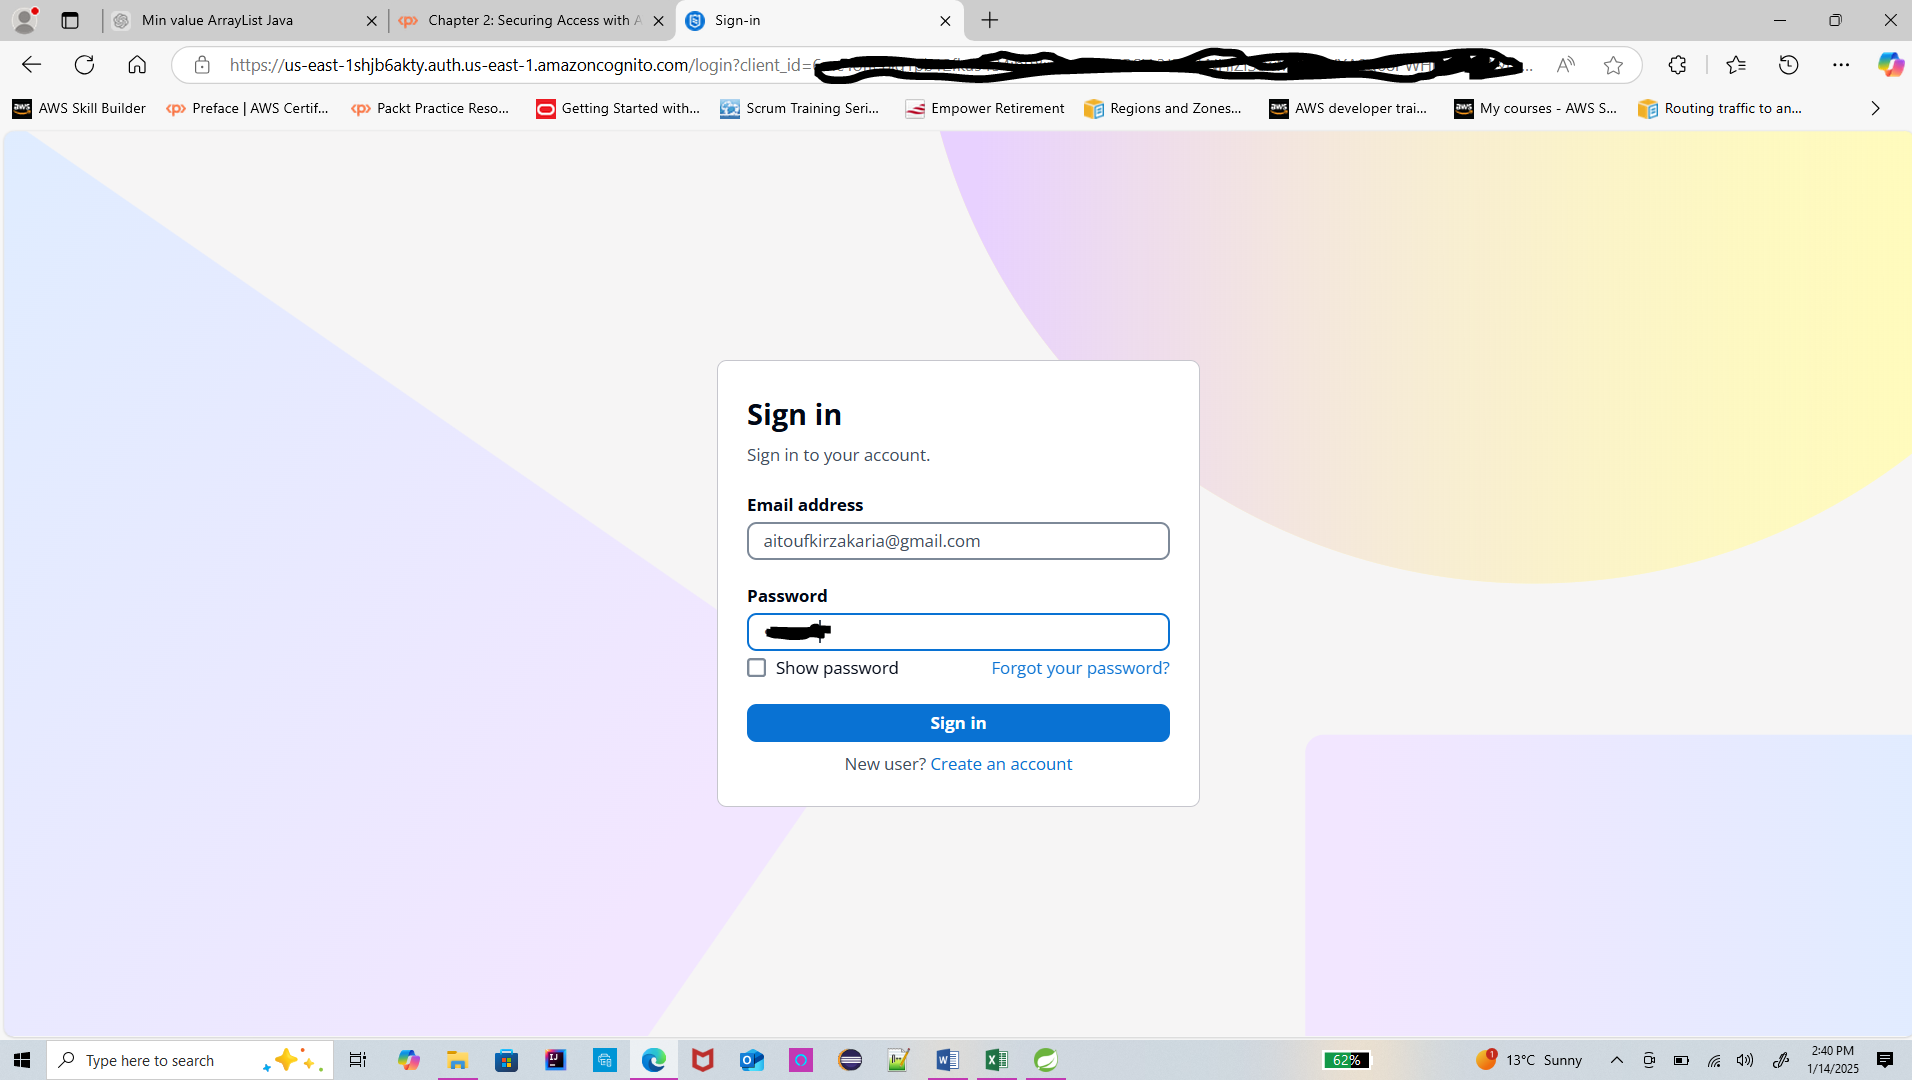 Min value ArrayList Java
Chapter 2: Securing Access with A
Sign-in
https://us-east-1shjb6akty.auth.us-east-1.amazoncognito.com/login?client_id=
AWS Skill Builder
Preface | AWS Certif...
Packt Practice Reso...
Getting Started with...
Scrum Training Seri...
Empower Retirement
Regions and Zones...
AWS developer trai...
My courses - AWS S...
Routing traffic to an...
Sign in
Sign in to your account.
Email address
aitoufkirzakaria@gmail.com
Password
Show password
Forgot your password?
Sign in
New user? Create an account
Type here to search
62%
1
13°C Sunny
2:40 PM
1/14/2025